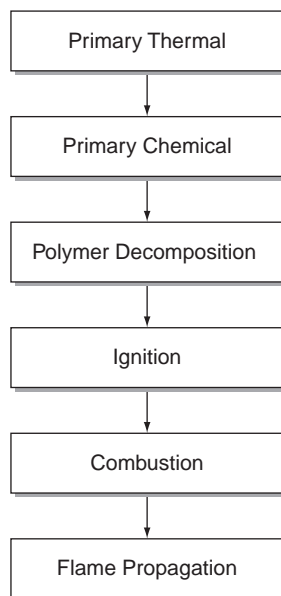 Primary Thermal
Primary Chemical
Polymer Decomposition
Ignition
Combustion
Flame Propagation